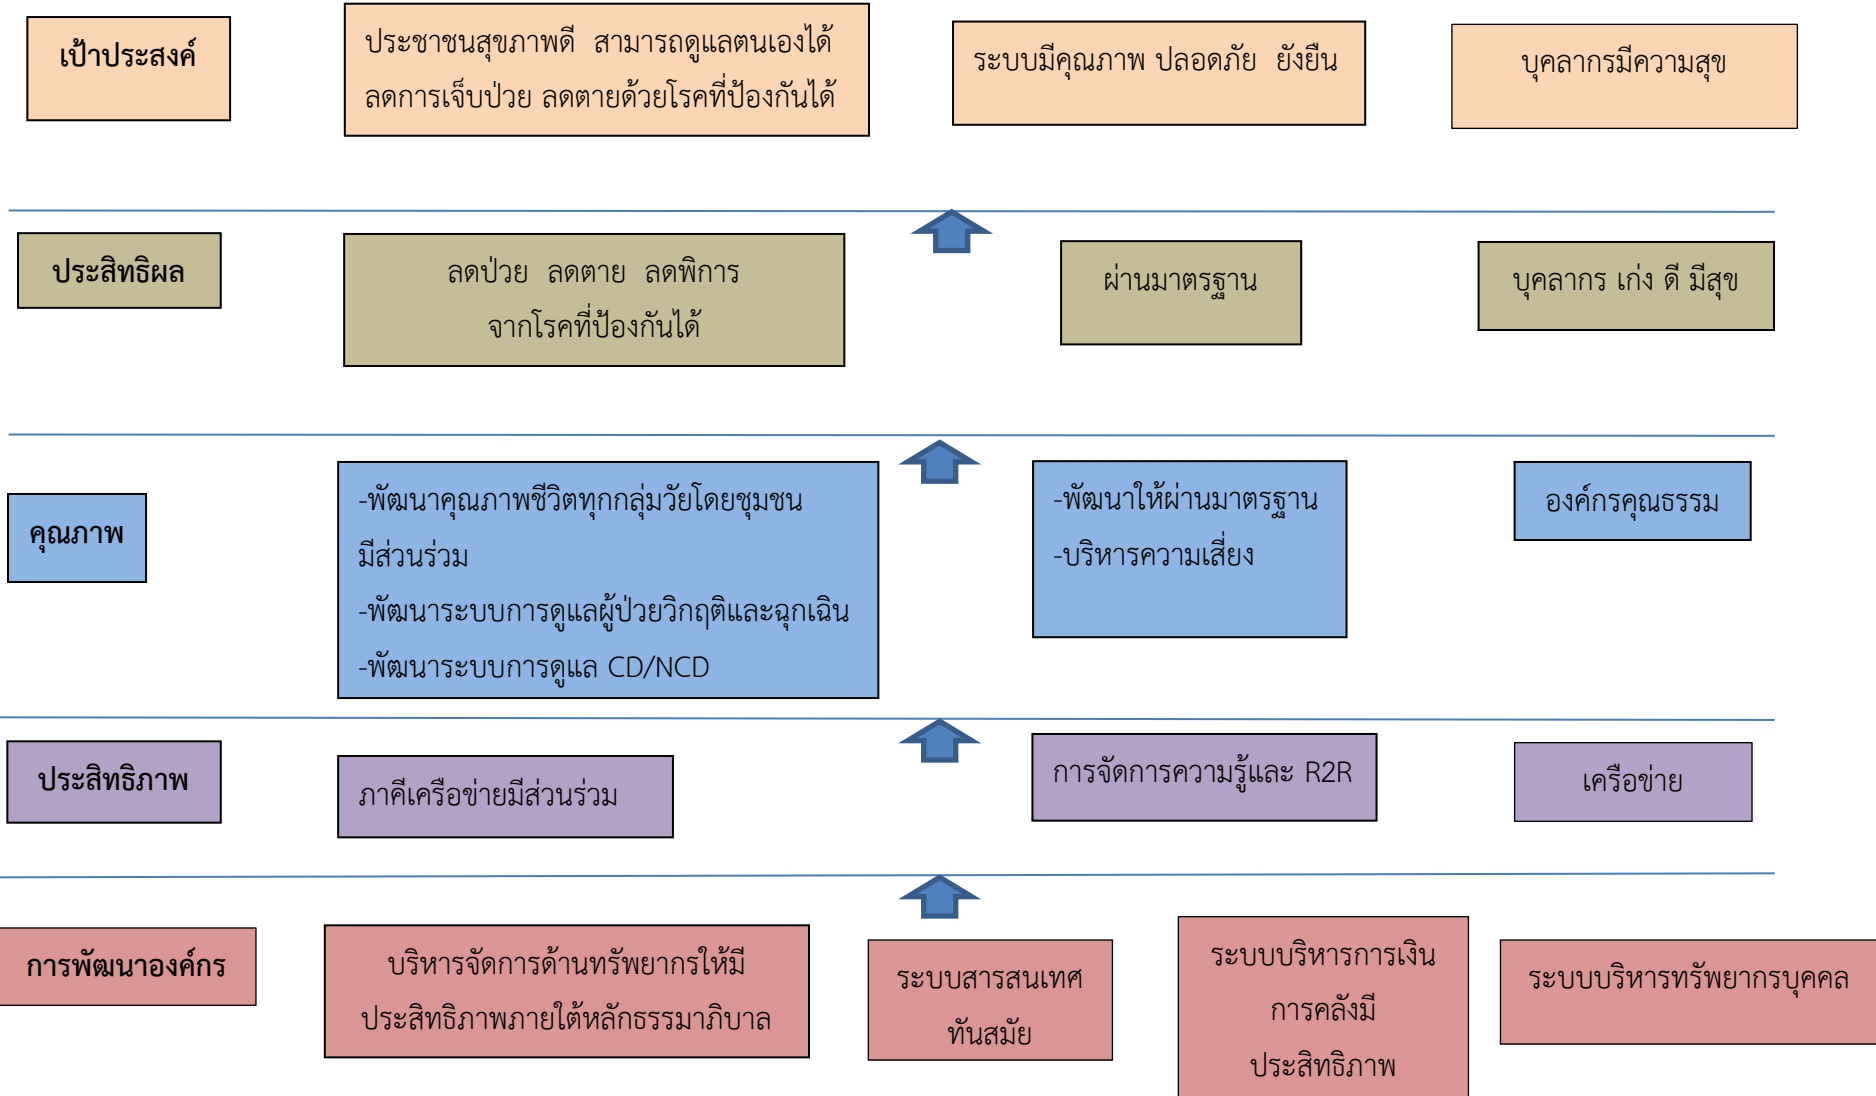 เป้าประสงค์
ประชาชนสุขภาพดี สามารถดูแลตนเองได้
ลดการเจ็บป่วย ลดตายด้วยโรคที่ป้องกันได้
ระบบมีคุณภาพ ปลอดภัย ยั่งยืน
บุคลากรมีความสุข
ประสิทธิผล
ลดป่วย ลดตาย ลดพิการ
จากโรคที่ป้องกันได้
ผ่านมาตรฐาน
บุคลากร เก่ง ดี มีสุข
คุณภาพ
-พัฒนาคุณภาพชีวิตทุกกลุ่มวัยโดยชุมชน
มีส่วนร่วม
-พัฒนาระบบการดูแลผู้ป่วยวิกฤติและฉุกเฉิน
-พัฒนาระบบการดูแล CD/NCD
-พัฒนาให้ผ่านมาตรฐาน
-บริหารความเสี่ยง
องค์กรคุณธรรม
ประสิทธิภาพ
ภาคีเครือข่ายมีส่วนร่วม
การจัดการความรู้และ R2R
เครือข่าย
การพัฒนาองค์กร
บริหารจัดการด้านทรัพยากรให้มี
ประสิทธิภาพภายใต้หลักธรรมาภิบาล
ระบบสารสนเทศ
ทันสมัย
ระบบบริหารการเงิน
การคลังมี
ประสิทธิภาพ
ระบบบริหารทรัพยากรบุคคล